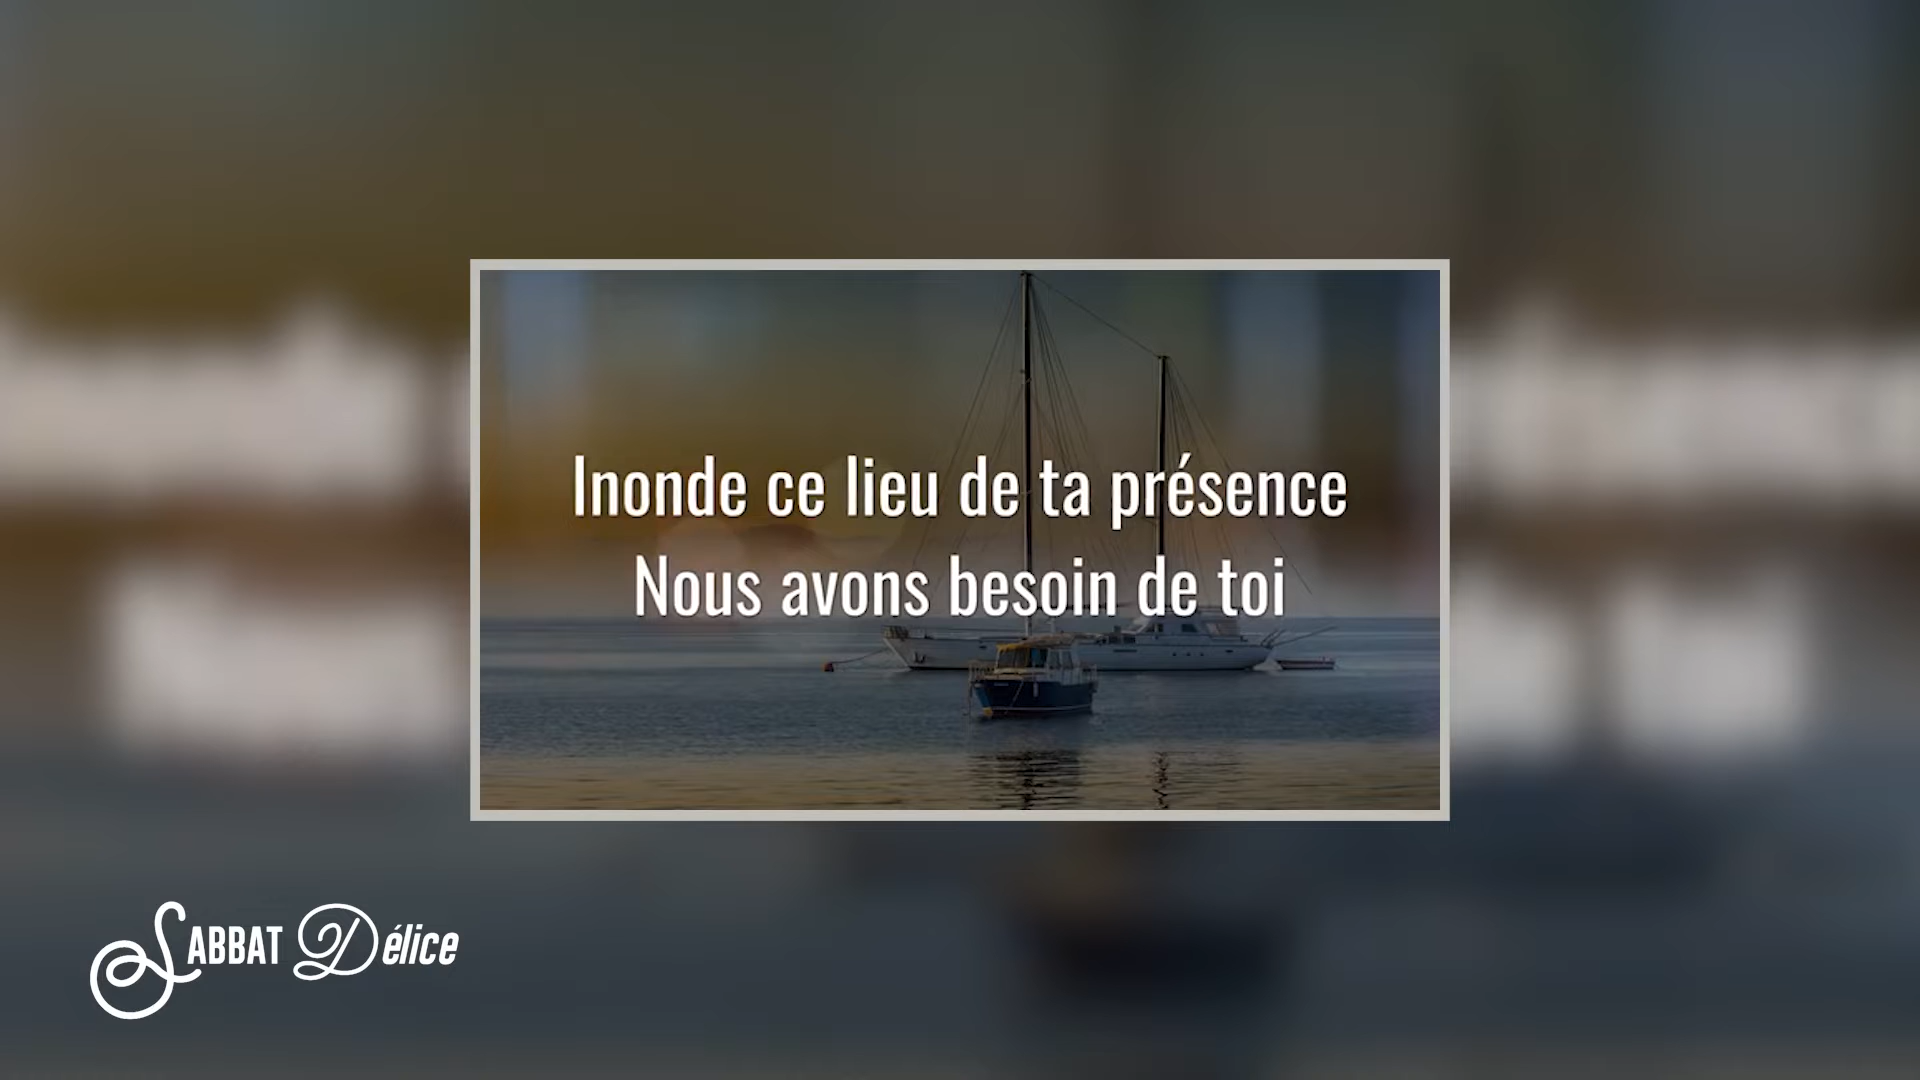 Inonde ce lieu de ta présence
Nous avons besoin de toi
SABBAT Délice